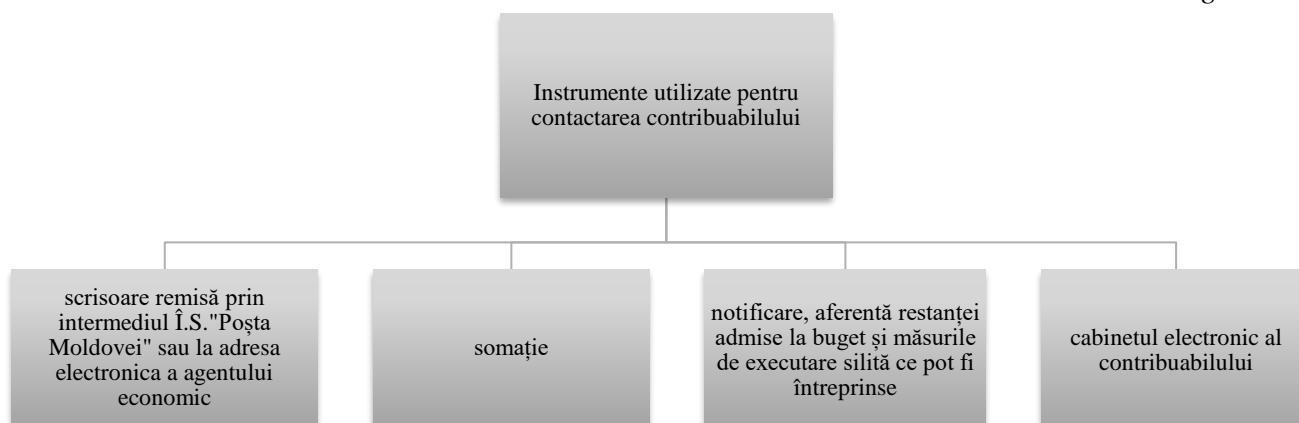 Instrumente utilizate pentru
contactarea contribuabilului
scrisoare remisă prin
intermediul Î.S."Poșta
Moldovei" sau la adresa
electronica a agentului
economic
somație
notificare, aferentă restanței
admise la buget și măsurile
de executare silită ce pot fi
întreprinse
cabinetul electronic al
contribuabilului